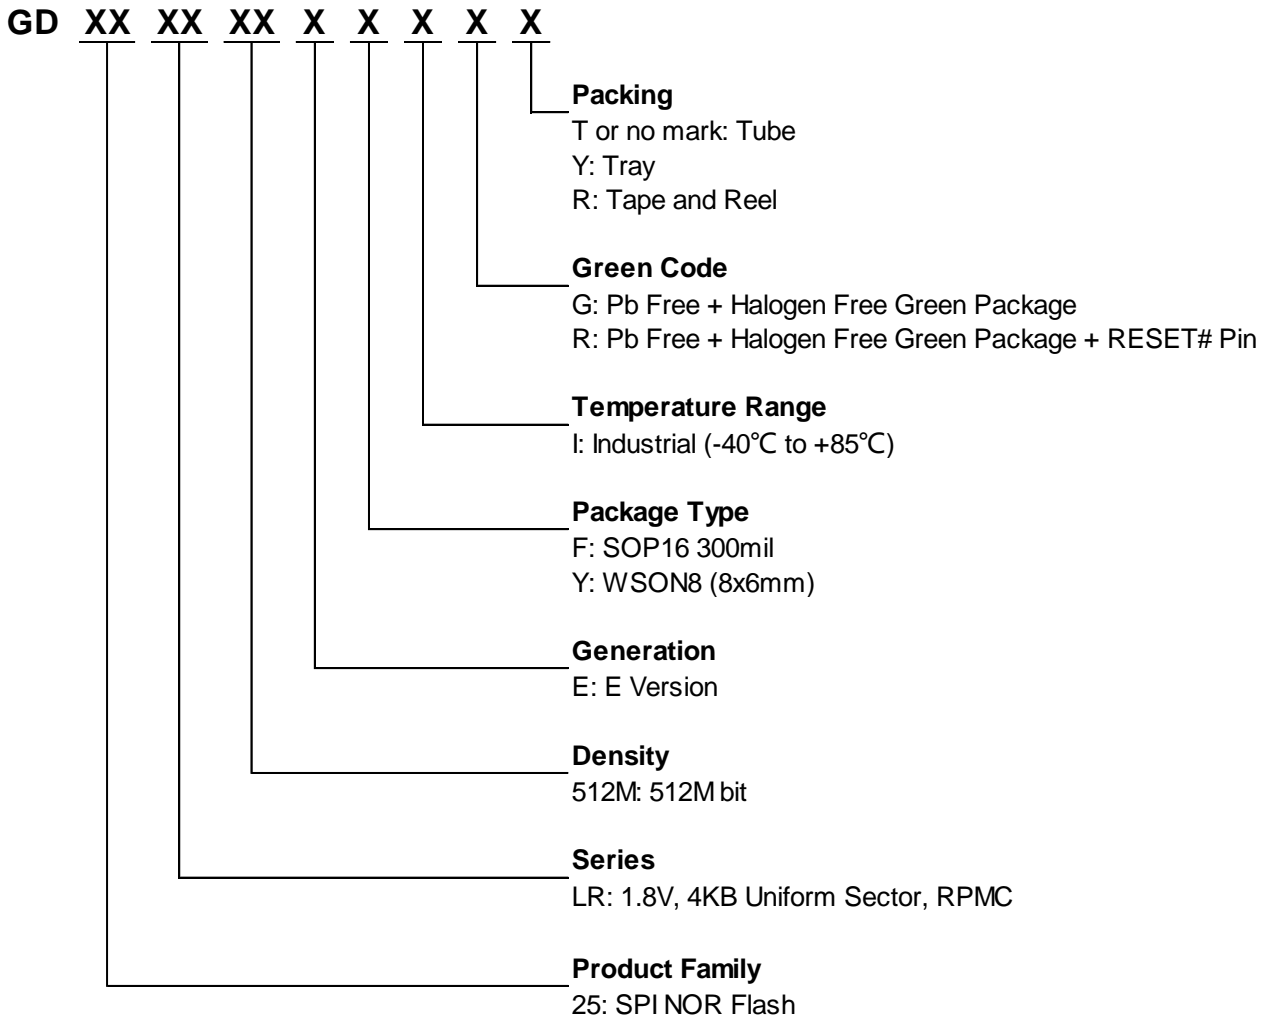 GD XX XX XX X X X X X
Packing
T or no mark: Tube
Y: Tray
R: Tape and Reel
Green Code
G: Pb Free + Halogen Free Green Package
R: Pb Free + Halogen Free Green Package + RESET# Pin
Temperature Range
I: Industrial (-40℃ to +85℃)
Package Type
F: SOP16 300mil
Y: WSON8 (8x6mm)
Generation
E: E Version
Density
512M: 512M bit
Series
LR: 1.8V, 4KB Uniform Sector, RPMC
Product Family
25: SPI NOR Flash